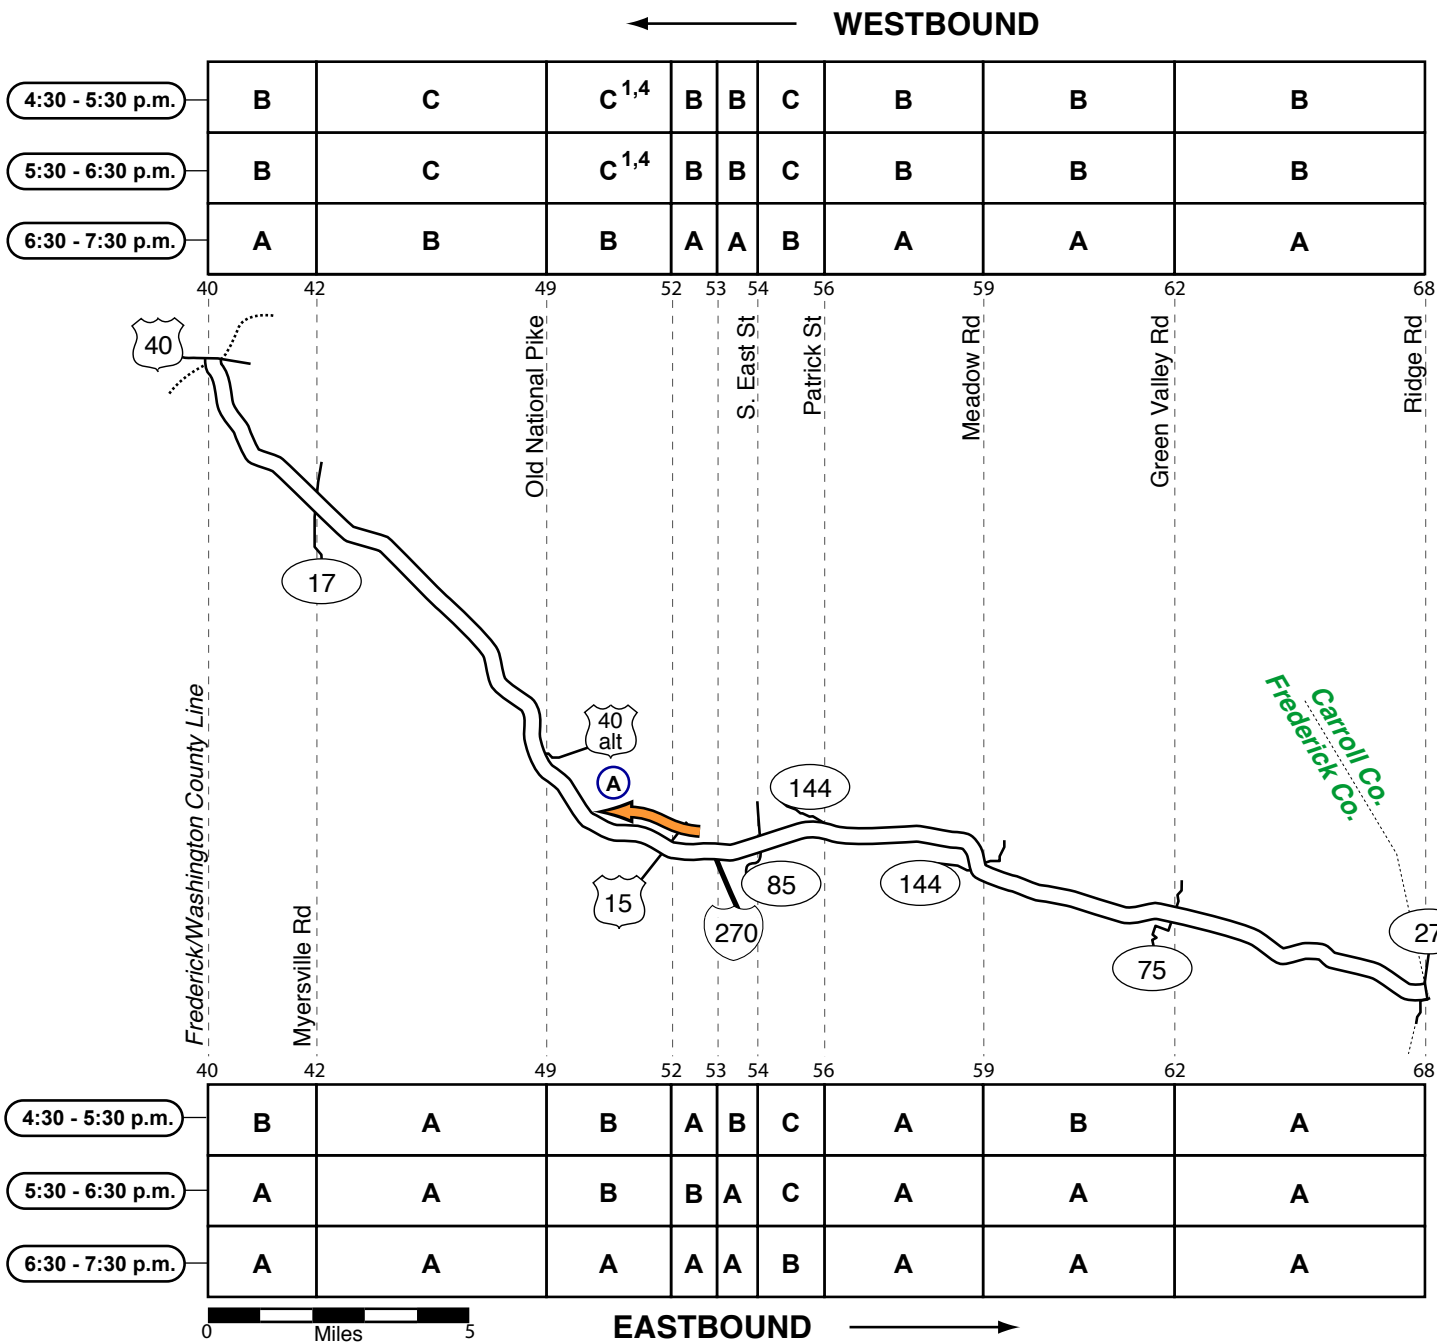 WESTBOUND
4:30 - 5:30 p.m. B C C 1,4 B B C B B B
5:30 - 6:30 p.m. B C C 1,4 B B C B B B
6:30 - 7:30 p.m. A B B A A B A A A
40 42 49 52 53 54 56 59 62 68
Old National Pike
S. East St
Patrick St
Meadow Rd
Green Valley Rd
Ridge Rd
40
17
Frederick/Washington County Line
Myersville Rd
40
alt
A
144
15
270
85
144
75
27
Carroll Co.
Frederick Co.
40 42 49 52 53 54 56 59 62 68
4:30 - 5:30 p.m. B A B A B C A B A
5:30 - 6:30 p.m. A A B B A C A A A
6:30 - 7:30 p.m. A A A A A B A A A
0 Miles 5
EASTBOUND